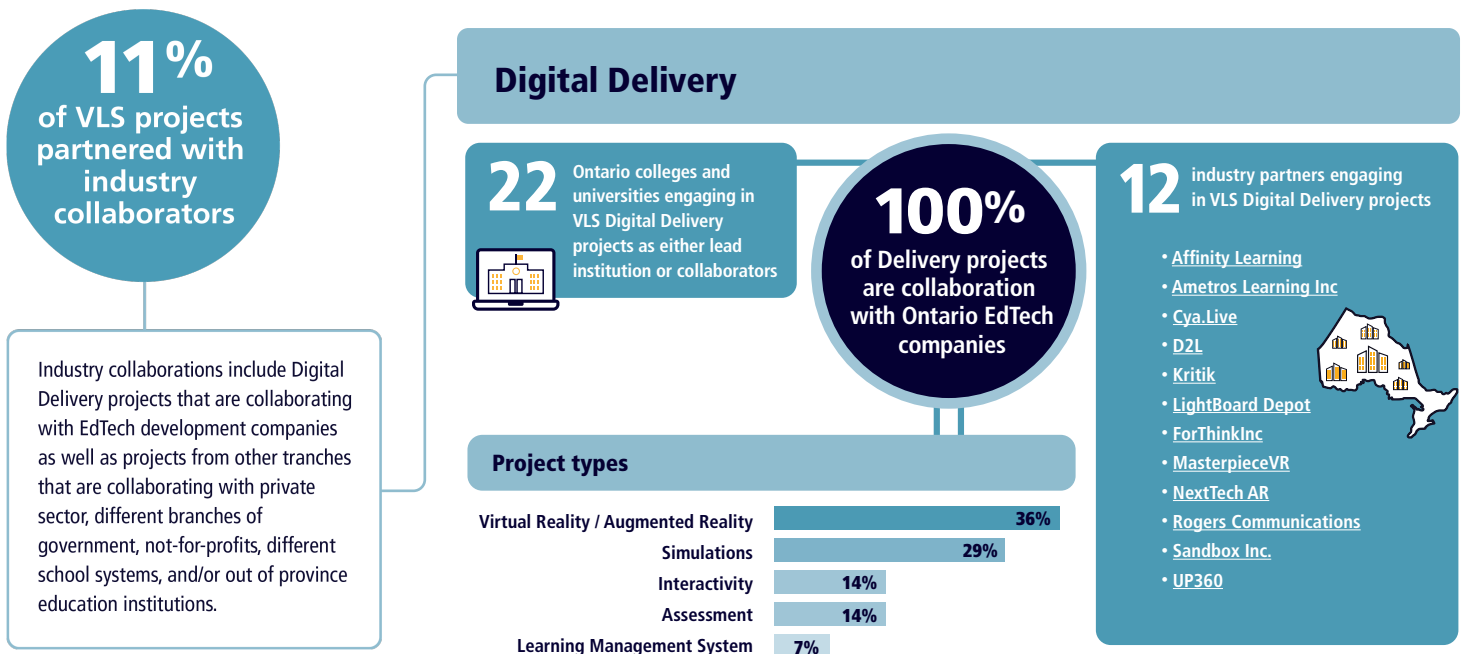 11%
of VLS projects
partnered with
industry
collaborators
Industry collaborations include Digital
Delivery projects that are collaborating
with EdTech development companies
as well as projects from other tranches
that are collaborating with private
sector, different branches of
government, not-for-profits, different
school systems, and/or out of province
education institutions.
Digital Delivery
22
Ontario colleges and
universities engaging in
VLS Digital Delivery
projects as either lead
institution or collaborators
100%
of Delivery projects
are collaboration
with Ontario EdTech
companies
12
industry partners engaging
in VLS Digital Delivery projects
• Affinity Learning
• Ametros Learning Inc
• Cya.Live
• D2L
• Kritik
• LightBoard Depot
• ForThinkInc
• MasterpieceVR
• NextTech AR
• Rogers Communications
• Sandbox Inc.
• UP360
Project types
Virtual Reality / Augmented Reality 36%
Simulations 29%
Interactivity 14%
Assessment 14%
Learning Management System 7%